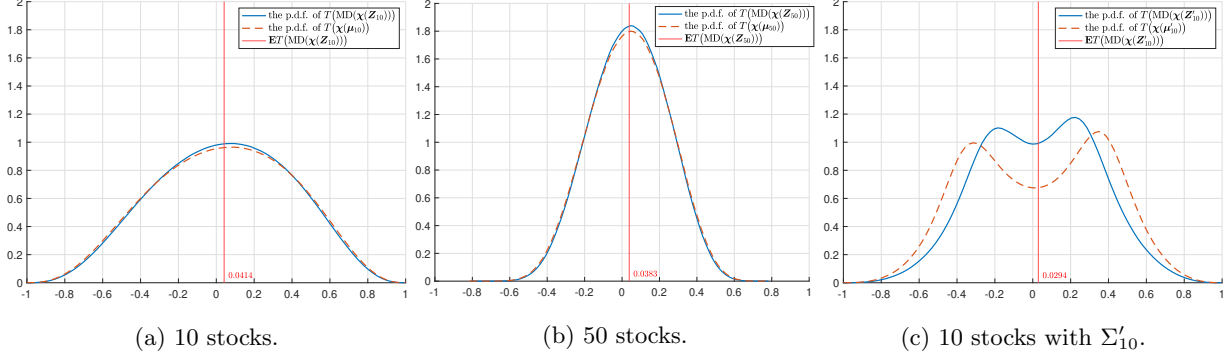 2
1.8
1.6
1.4
1.2
1
0.8
0.6
0.4
0.2
0
-1 -0.8 -0.6 -0.4 -0.2 0 0.2 0.4 0.6 0.8 1
the p.d.f. of T(MD(χ(Z₁₀)))
the p.d.f. of T(χ(μ₁₀))
ET(MD(χ(Z₁₀)))
0.0414
(a) 10 stocks.
2
1.8
1.6
1.4
1.2
1
0.8
0.6
0.4
0.2
0
-1 -0.8 -0.6 -0.4 -0.2 0 0.2 0.4 0.6 0.8 1
the p.d.f. of T(MD(χ(Z₅₀)))
the p.d.f. of T(χ(μ₅₀))
ET(MD(χ(Z₅₀)))
0.0383
(b) 50 stocks.
2
1.8
1.6
1.4
1.2
1
0.8
0.6
0.4
0.2
0
-1 -0.8 -0.6 -0.4 -0.2 0 0.2 0.4 0.6 0.8 1
the p.d.f. of T(MD(χ(Z′₁₀)))
the p.d.f. of T(χ(μ′₁₀))
ET(MD(χ(Z′₁₀)))
0.0294
(c) 10 stocks with Σ′₁₀.